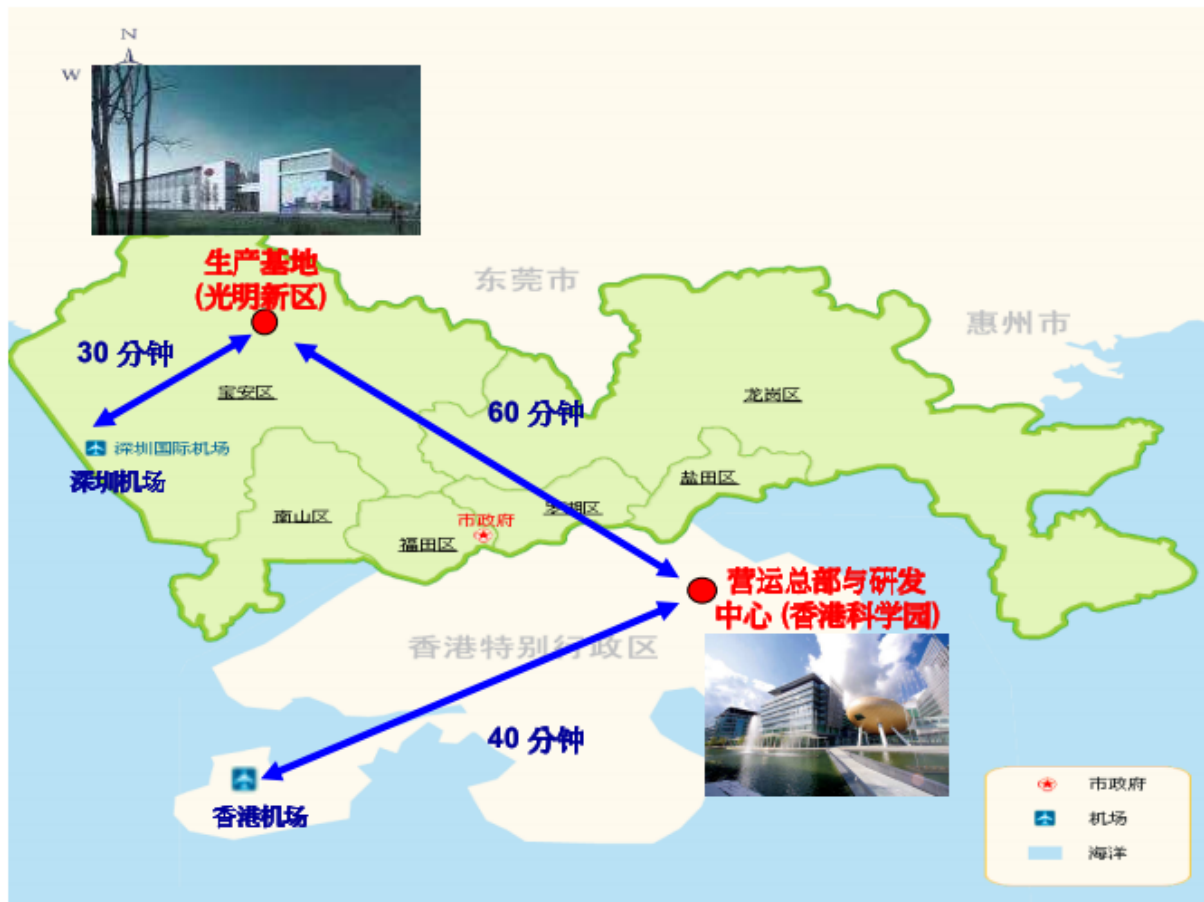 N
W
生产基地
(光明新区)
东莞市
惠州市
30 分钟
宝安区
60 分钟
龙岗区
深圳国际机场
深圳机场
盐田区
南山区
市政府
罗湖区
福田区
营运总部与研发
中心 (香港科学园)
香港特别行政区
40 分钟
香港机场
市政府
机场
海洋